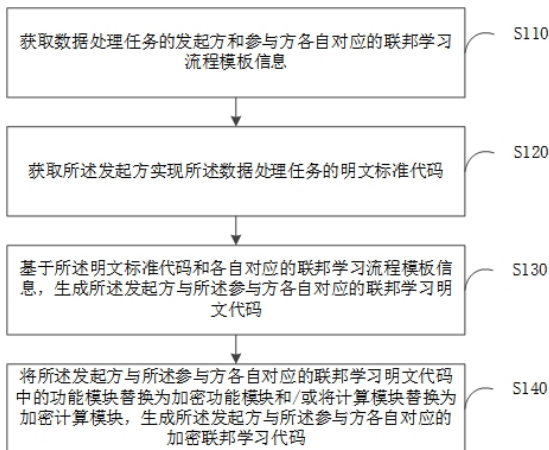 获取数据处理任务的发起方和参与方各自对应的联邦学习
流程模板信息
S110
获取所述发起方实现所述数据处理任务的明文标准代码
S120
基于所述明文标准代码和各自对应的联邦学习流程模板信
息，生成所述发起方与所述参与方各自对应的联邦学习明
文代码
S130
将所述发起方与所述参与方各自对应的联邦学习明文代码
中的功能模块替换为加密功能模块和/或将计算模块替换为
加密计算模块，生成所述发起方与所述参与方各自对应的
加密联邦学习代码
S140